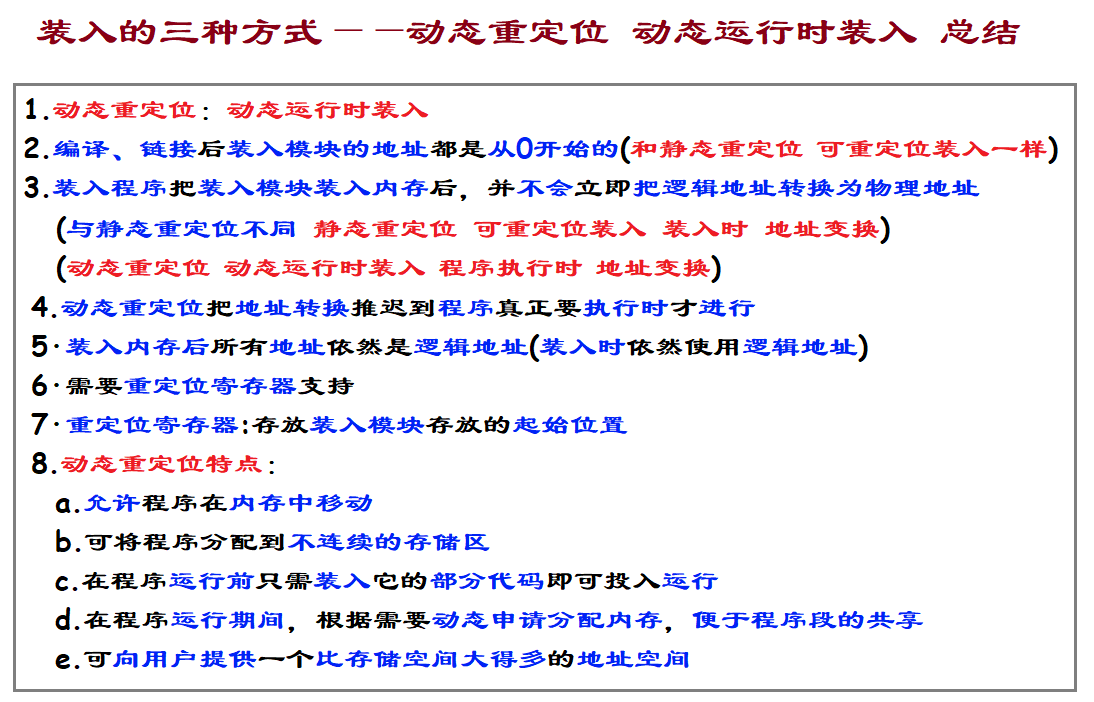 装入的三种方式－－动态重定位 动态运行时装入 总结
1.动态重定位：动态运行时装入
2.编译、链接后装入模块的地址都是从0开始的(和静态重定位 可重定位装入一样)
3.装入程序把装入模块装入内存后，并不会立即把逻辑地址转换为物理地址
(与静态重定位不同 静态重定位 可重定位装入 装入时 地址变换)
(动态重定位 动态运行时装入 程序执行时 地址变换)
4.动态重定位把地址转换推迟到程序真正要执行时才进行
5·装入内存后所有地址依然是逻辑地址(装入时依然使用逻辑地址)
6·需要重定位寄存器支持
7·重定位寄存器:存放装入模块存放的起始位置
8.动态重定位特点：
a.允许程序在内存中移动
b.可将程序分配到不连续的存储区
c.在程序运行前只需装入它的部分代码即可投入运行
d.在程序运行期间，根据需要动态申请分配内存，便于程序段的共享
e.可向用户提供一个比存储空间大得多的地址空间